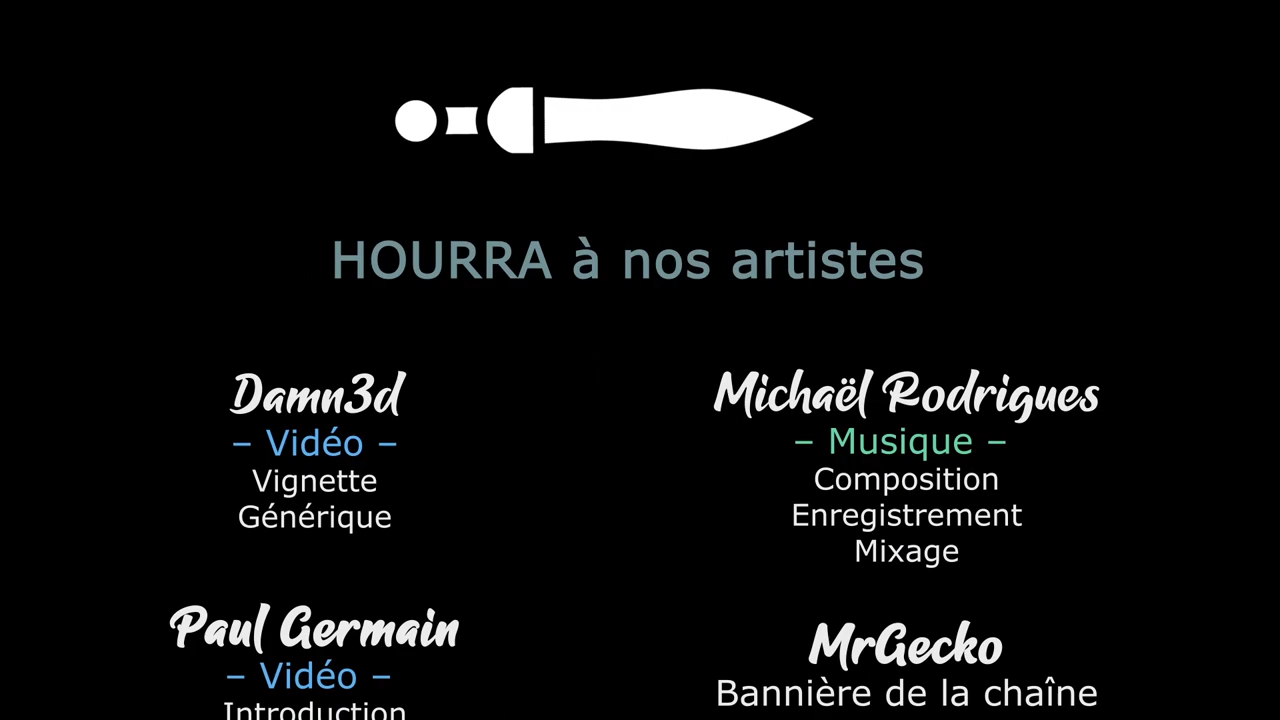 HOURRA à nos artistes
Damn3d
– Vidéo –
Vignette
Générique
Michaël Rodrigues
– Musique –
Composition
Enregistrement
Mixage
Paul Germain
– Vidéo –
Introduction
MrGecko
Bannière de la chaîne